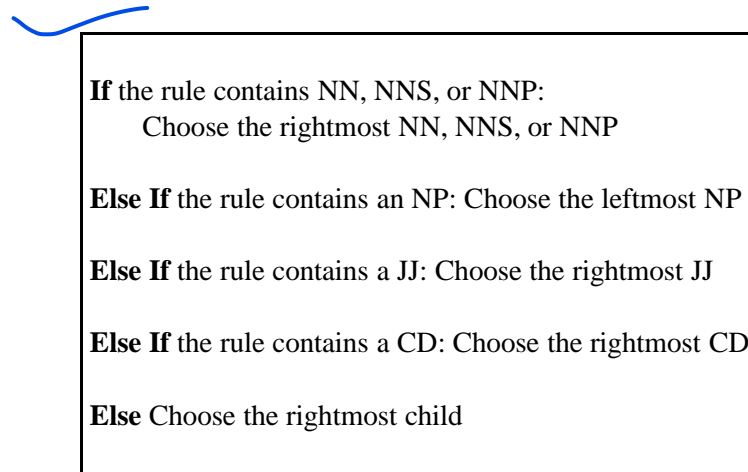 If the rule contains NN, NNS, or NNP:
Choose the rightmost NN, NNS, or NNP
Else If the rule contains an NP: Choose the leftmost NP
Else If the rule contains a JJ: Choose the rightmost JJ
Else If the rule contains a CD: Choose the rightmost CD
Else Choose the rightmost child